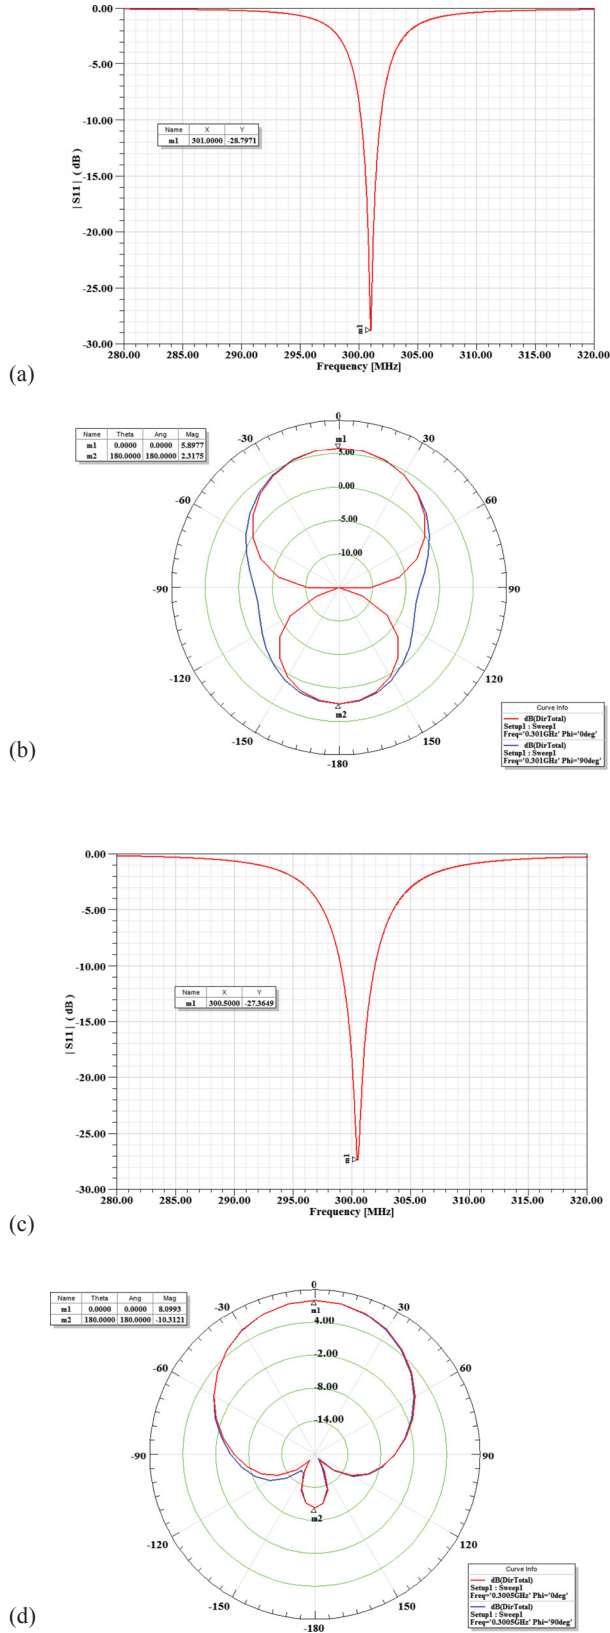 0.00
-5.00
-10.00
-15.00
-20.00
-25.00
-30.00
|S11| (dB)
Name X Y
m1 301.0000 -28.7971
m1
280.00 285.00 290.00 295.00 300.00 305.00 310.00 315.00 320.00
Frequency [MHz]
(a)
Name Theta Ang Mag
m1 0.0000 0.0000 5.8977
m2 180.0000 180.0000 2.3175
0
-30 30
m1
5.00
-60 60
0.00
-5.00
-10.00
-90 90
-120 120
m2
-150 150
-180
Curve Info
dB(DirTotal)
Setup1 : Sweep1
Freq='0.301GHz' Phi='0deg'
dB(DirTotal)
Setup1 : Sweep1
Freq='0.301GHz' Phi='90deg'
(b)
0.00
-5.00
-10.00
-15.00
-20.00
-25.00
-30.00
|S11| (dB)
Name X Y
m1 300.5000 -27.3649
m1
280.00 285.00 290.00 295.00 300.00 305.00 310.00 315.00 320.00
Frequency [MHz]
(c)
Name Theta Ang Mag
m1 0.0000 0.0000 8.0993
m2 180.0000 180.0000 -10.3121
0
-30 30
m1
4.00
-60 60
-2.00
-8.00
-14.00
-90 90
m2
-120 120
-150 150
-180
Curve Info
dB(DirTotal)
Setup1 : Sweep1
Freq='0.3005GHz' Phi='0deg'
dB(DirTotal)
Setup1 : Sweep1
Freq='0.3005GHz' Phi='90deg'
(d)